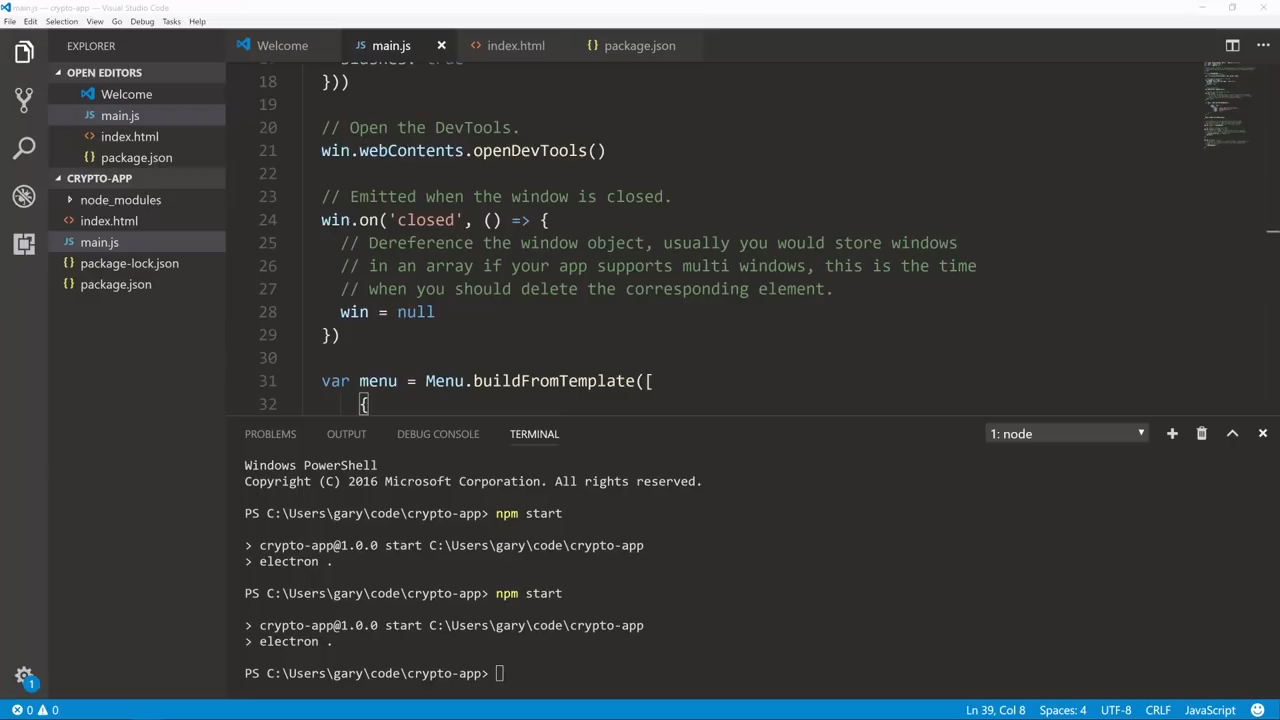 main.js — crypto-app — Visual Studio Code
File Edit Selection View Go Debug Tasks Help
EXPLORER
OPEN EDITORS
Welcome
main.js
index.html
package.json
CRYPTO-APP
node_modules
index.html
main.js
package-lock.json
package.json
1
Welcome main.js index.html package.json
slashes: true
18 }))
19
20 // Open the DevTools.
21 win.webContents.openDevTools()
22
23 // Emitted when the window is closed.
24 win.on('closed', () => {
25 // Dereference the window object, usually you would store windows
26 // in an array if your app supports multi windows, this is the time
27 // when you should delete the corresponding element.
28 win = null
29 })
30
31 var menu = Menu.buildFromTemplate([
32 {
PROBLEMS OUTPUT DEBUG CONSOLE TERMINAL 1: node
Windows PowerShell
Copyright (C) 2016 Microsoft Corporation. All rights reserved.
PS C:\Users\gary\code\crypto-app> npm start
> crypto-app@1.0.0 start C:\Users\gary\code\crypto-app
> electron .
PS C:\Users\gary\code\crypto-app> npm start
> crypto-app@1.0.0 start C:\Users\gary\code\crypto-app
> electron .
PS C:\Users\gary\code\crypto-app>
0 0 Ln 39, Col 8 Spaces: 4 UTF-8 CRLF JavaScript